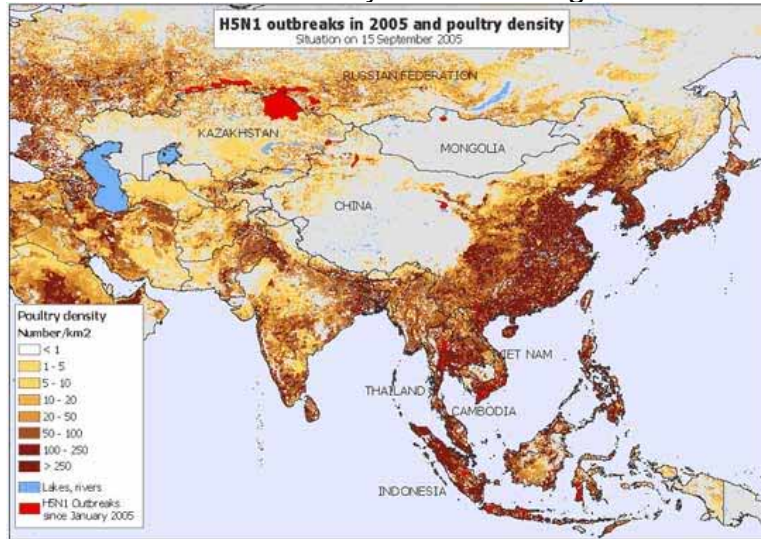 H5N1 outbreaks in 2005 and poultry density
Situation on 15 September 2005
RUSSIAN FEDERATION
KAZAKHSTAN
MONGOLIA
CHINA
VIET NAM
THAILAND
CAMBODIA
INDONESIA
Poultry density
Number/km2
< 1
1 - 5
5 - 10
10 - 20
20 - 50
50 - 100
100 - 250
> 250
Lakes, rivers
H5N1 Outbreaks
since January 2005